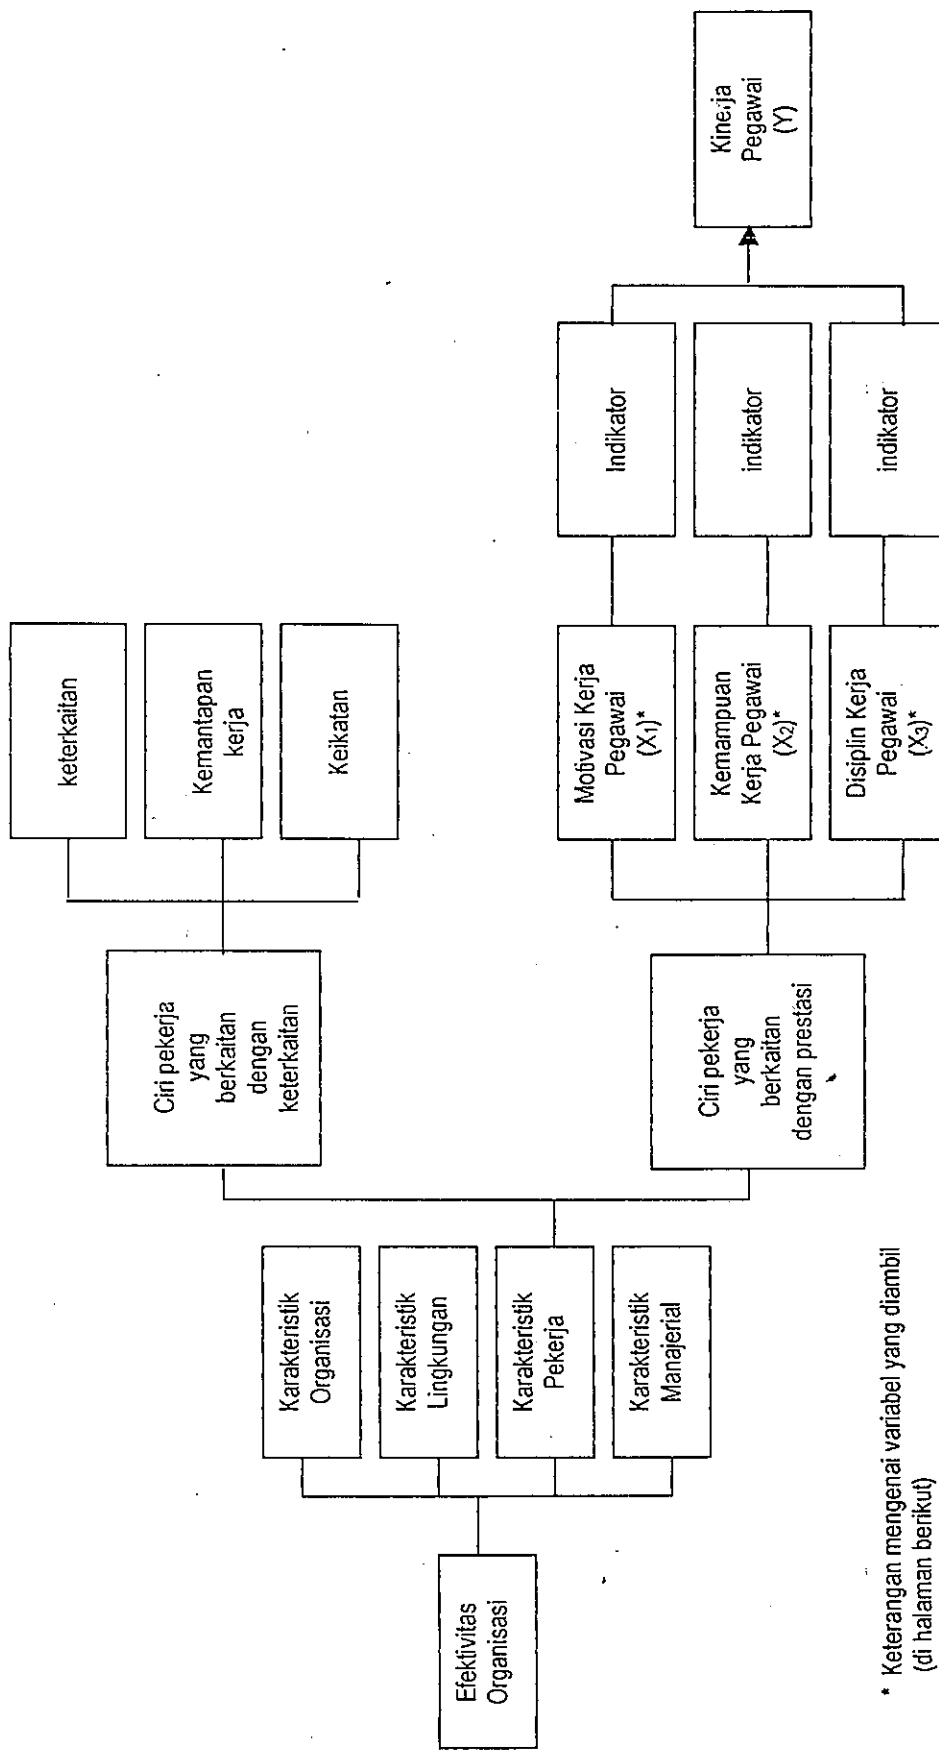 Efektivitas
Organisasi
Karakteristik
Organisasi
Karakteristik
Lingkungan
Karakteristik
Pekerja
Karakteristik
Manajerial
Ciri pekerja
yang
berkaitan
dengan
keterkaitan
Ciri pekerja
yang
berkaitan
dengan prestasi
keterkaitan
Kemantapan
kerja
Keikatan
Motivasi Kerja
Pegawai
(X1)*
Kemampuan
Kerja Pegawai
(X2)*
Disiplin Kerja
Pegawai
(X3)*
Indikator
indikator
indikator
Kinerja
Pegawai
(Y)
* Keterangan mengenai variabel yang diambil
(di halaman berikut)